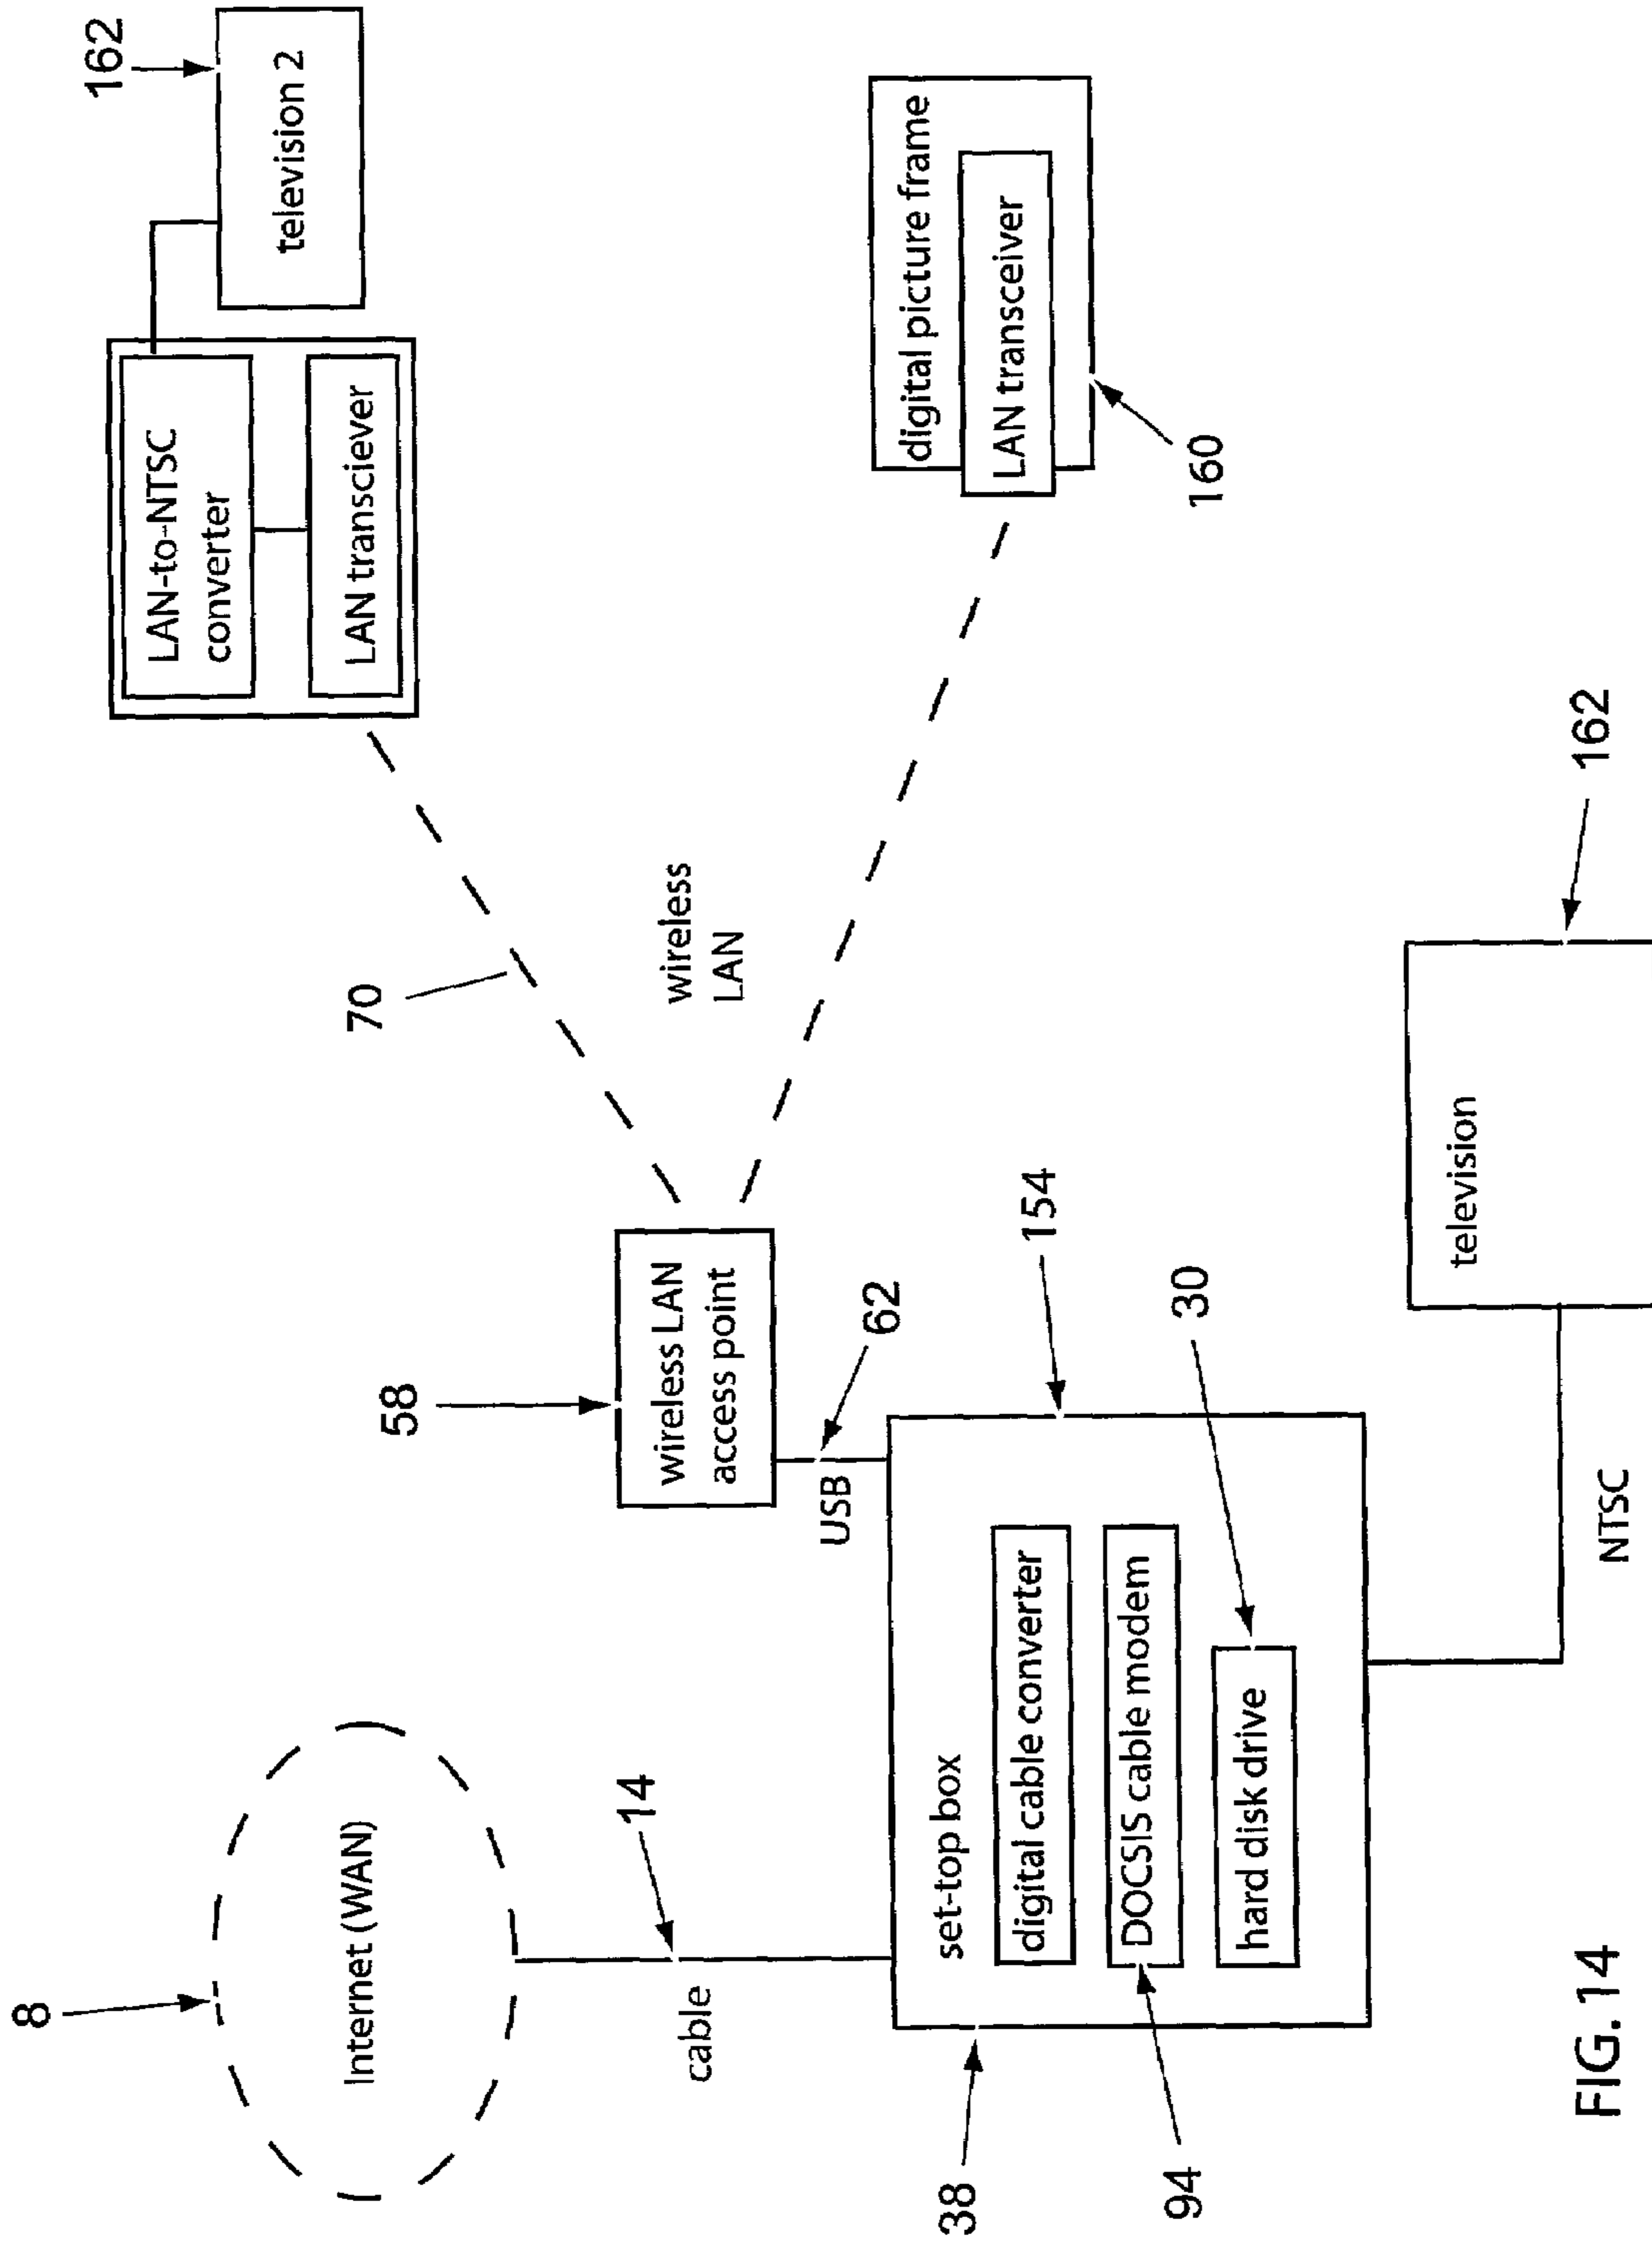 8
Internet (WAN)
14
cable
38
154
set-top box
digital cable converter
DOCSIS cable modem
94
hard disk drive
30
58
wireless LAN
access point
USB
62
70
wireless
LAN
LAN-to-NTSC
converter
LAN transciever
162
television 2
digital picture frame
LAN transceiver
160
television
162
NTSC
FIG. 14